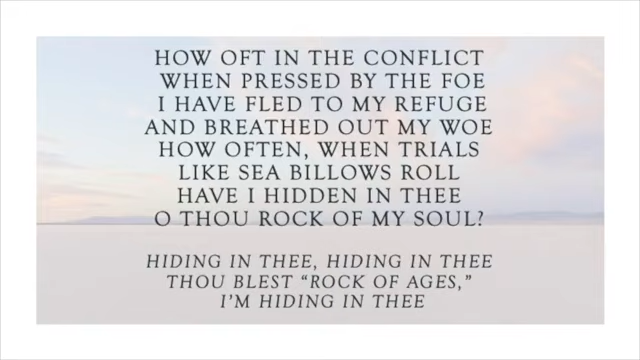 HOW OFT IN THE CONFLICT
WHEN PRESSED BY THE FOE
I HAVE FLED TO MY REFUGE
AND BREATHED OUT MY WOE
HOW OFTEN, WHEN TRIALS
LIKE SEA BILLOWS ROLL
HAVE I HIDDEN IN THEE
O THOU ROCK OF MY SOUL?
HIDING IN THEE, HIDING IN THEE
THOU BLEST “ROCK OF AGES,”
I’M HIDING IN THEE